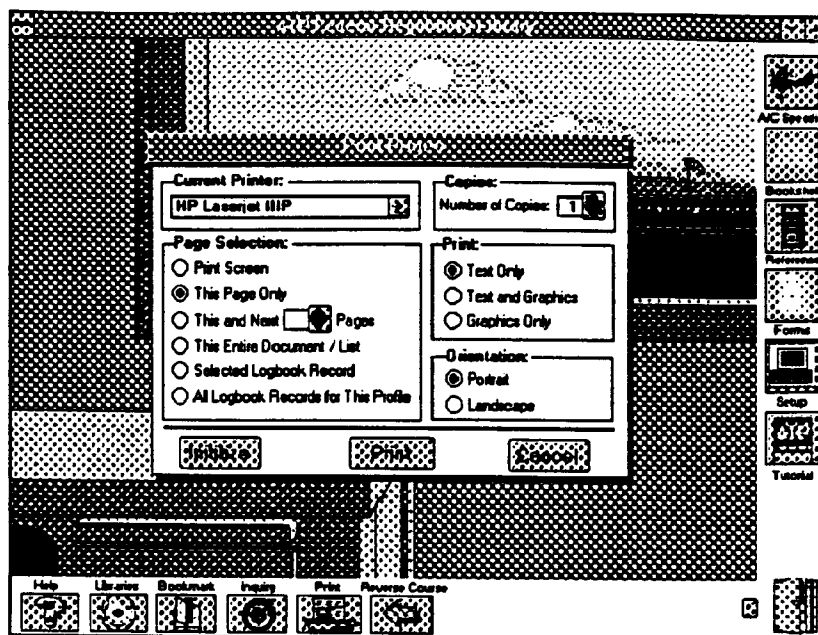 A/C Specific
Current Printer:
HP Laserjet IIIP
Copies:
Number of Copies: 1
Page Selection:
Print Screen
This Page Only
This and Next Pages
This Entire Document / List
Selected Logbook Record
All Logbook Records for This Profile
Print:
Text Only
Text and Graphics
Graphics Only
Orientation:
Portrait
Landscape
Print
Cancel
Bookshelf
Reference
Forms
Setup
Tutorial
Help
Libraries
Bookmark
Inquiry
Print
Reverse Course